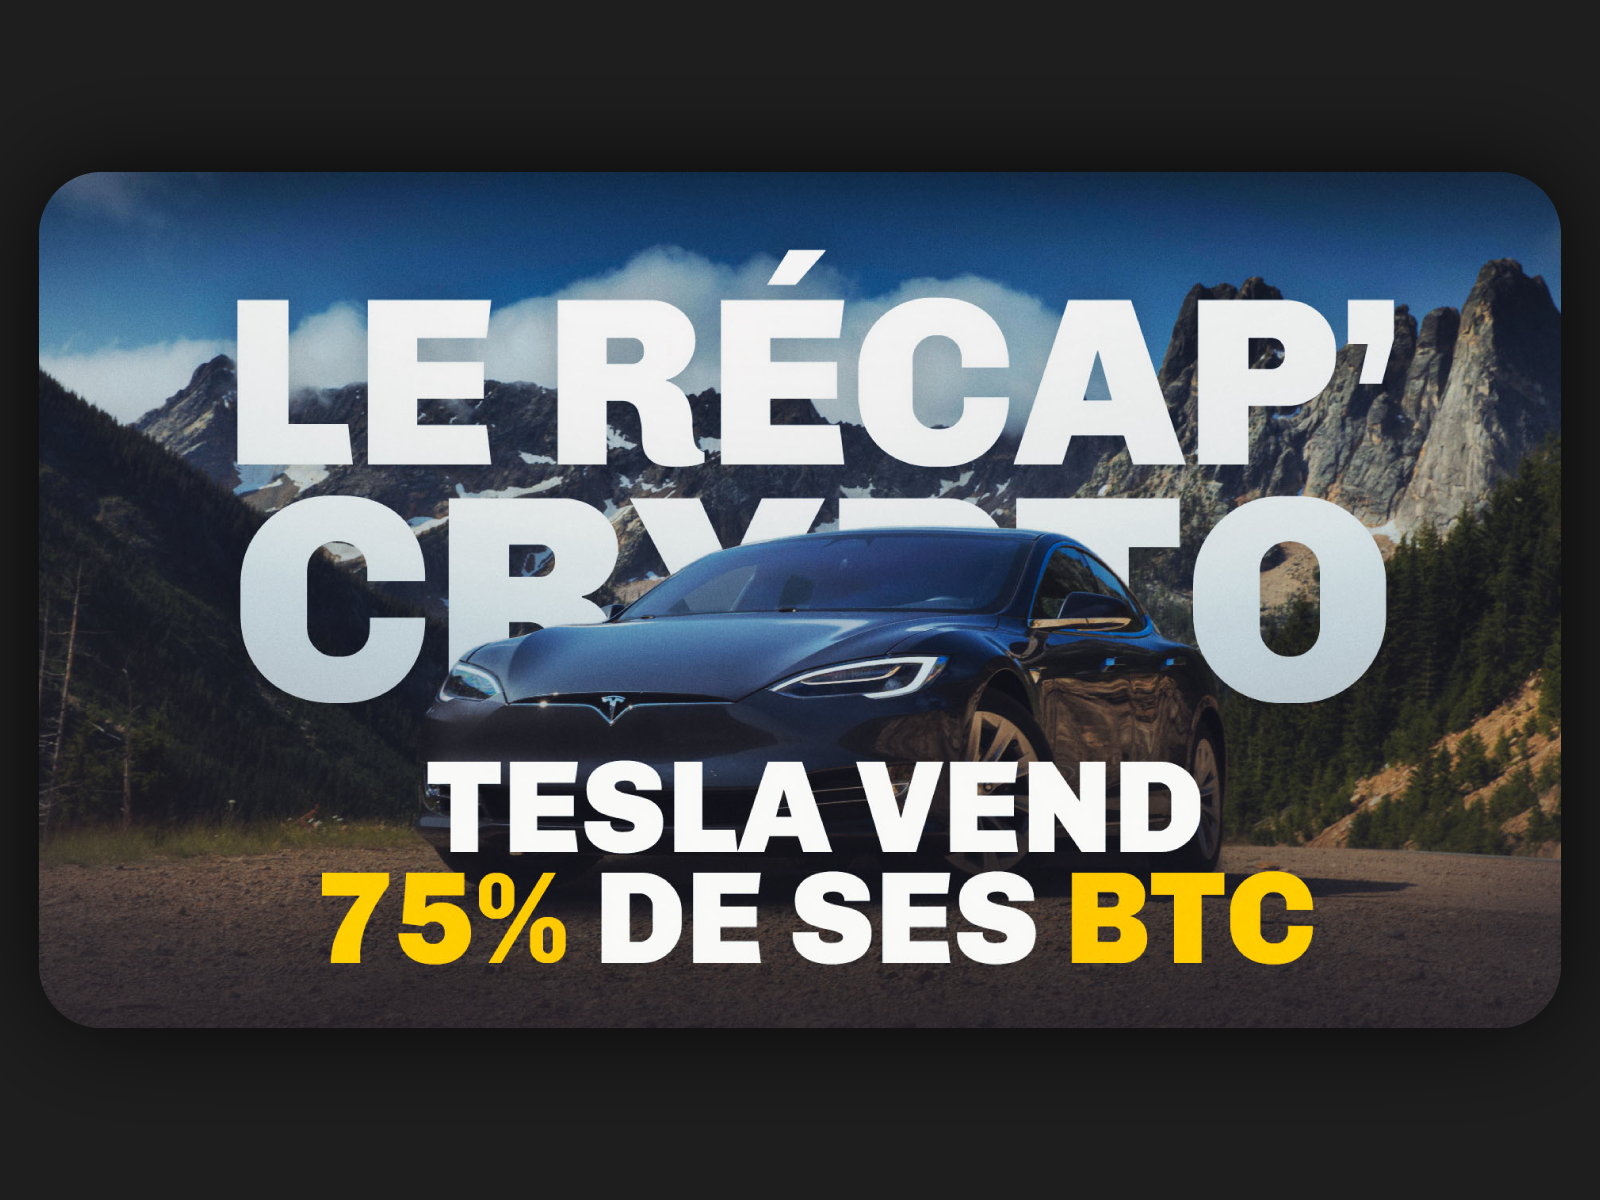 LE RÉCAP’
CRYPTO
TESLA VEND
75% DE SES BTC